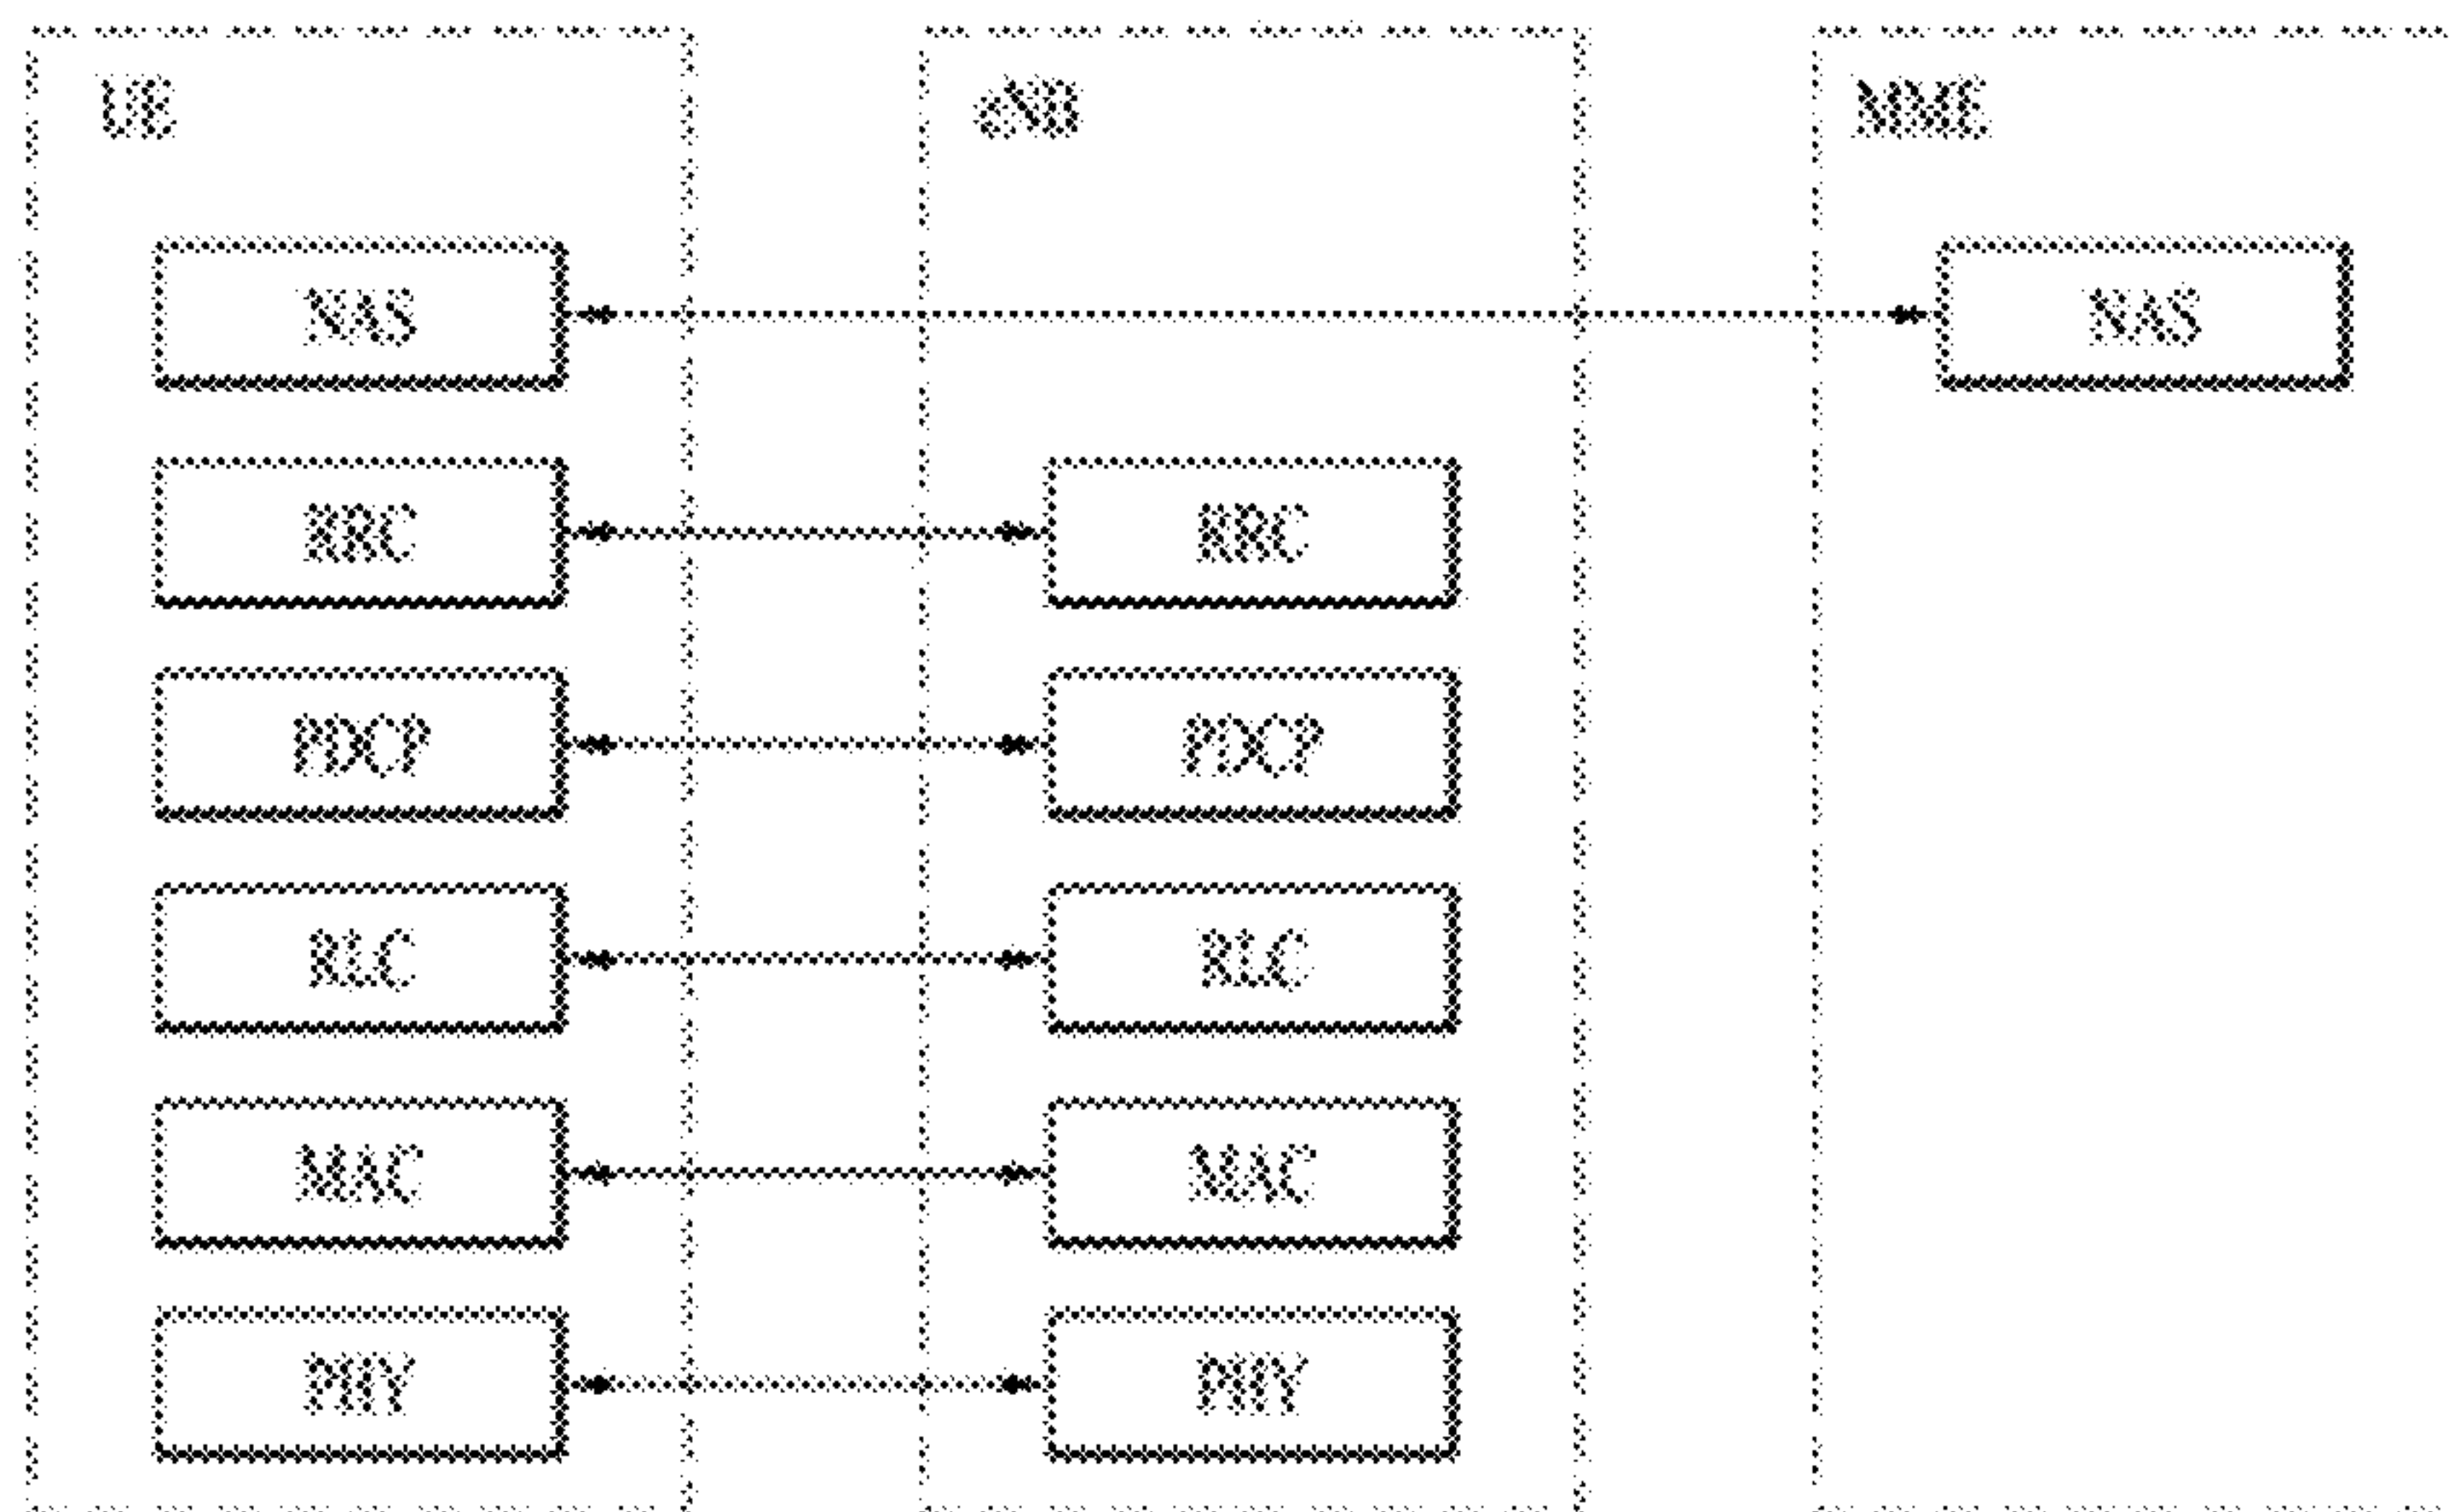 UE eNB MME
NAS NAS
RRC RRC
PDCP PDCP
RLC RLC
MAC MAC
PHY PHY